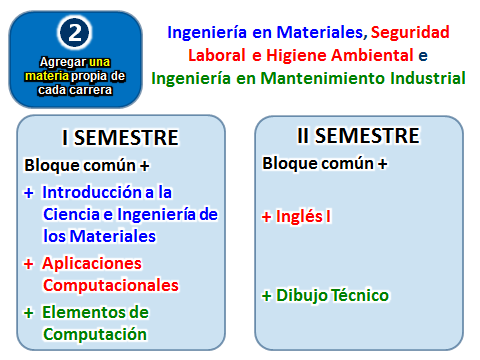 2
Agregar una
materia propia de
cada carrera
Ingeniería en Materiales, Seguridad
Laboral e Higiene Ambiental e
Ingeniería en Mantenimiento Industrial
I SEMESTRE
Bloque común +
+ Introducción a la
Ciencia e Ingeniería de
los Materiales
+ Aplicaciones
Computacionales
+ Elementos de
Computación
II SEMESTRE
Bloque común +
+ Inglés I
+ Dibujo Técnico